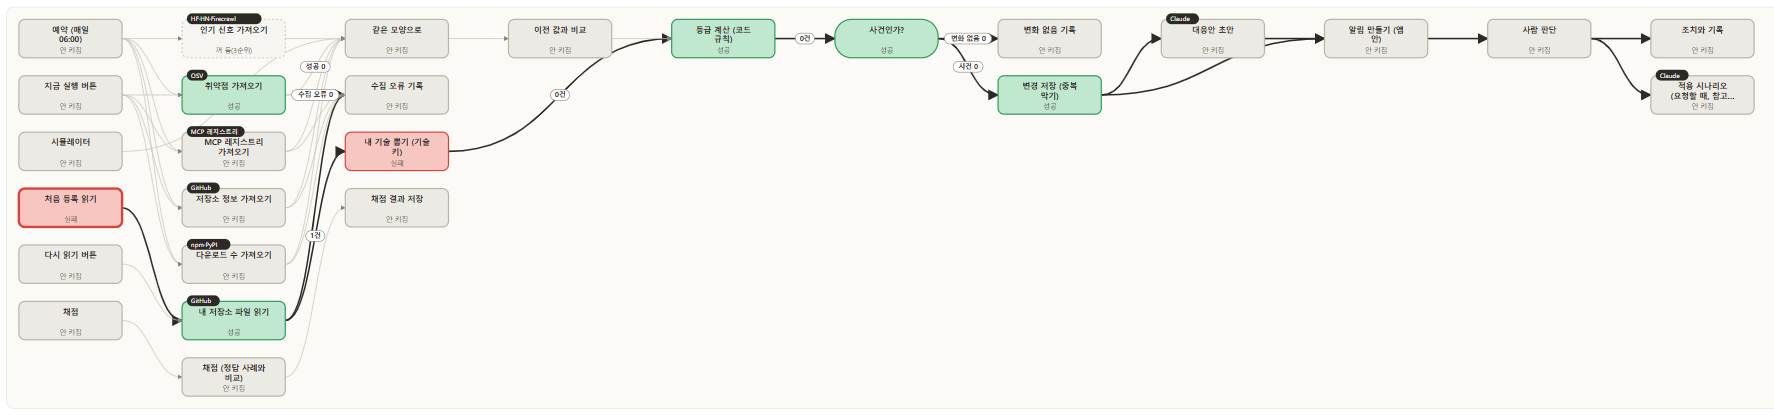 예약 (매일
06:00)
안 켜짐
지금 실행 버튼
안 켜짐
시뮬레이터
안 켜짐
처음 등록 읽기
실패
다시 읽기 버튼
안 켜짐
채점
안 켜짐
HF·HN·Firecrawl
인기 신호 가져오기
꺼 둠(3순위)
OSV
취약점 가져오기
성공
MCP 레지스트리
MCP 레지스트리
가져오기
안 켜짐
GitHub
저장소 정보 가져오기
안 켜짐
npm·PyPI
다운로드 수 가져오기
안 켜짐
GitHub
내 저장소 파일 읽기
성공
채점 (정답 사례와
비교)
안 켜짐
성공 0
수집 오류 0
1건
같은 모양으로
안 켜짐
수집 오류 기록
안 켜짐
내 기술 뽑기 (기술
키)
실패
채점 결과 저장
안 켜짐
이전 값과 비교
안 켜짐
0건
등급 계산 (코드
규칙)
성공
0건
사건인가?
성공
변화 없음 0
사건 0
변화 없음 기록
안 켜짐
변경 저장 (중복
막기)
성공
Claude
대응안 초안
안 켜짐
알림 만들기 (앱
안)
안 켜짐
사람 판단
안 켜짐
조치와 기록
안 켜짐
Claude
적용 시나리오
(요청할 때, 참고...
안 켜짐